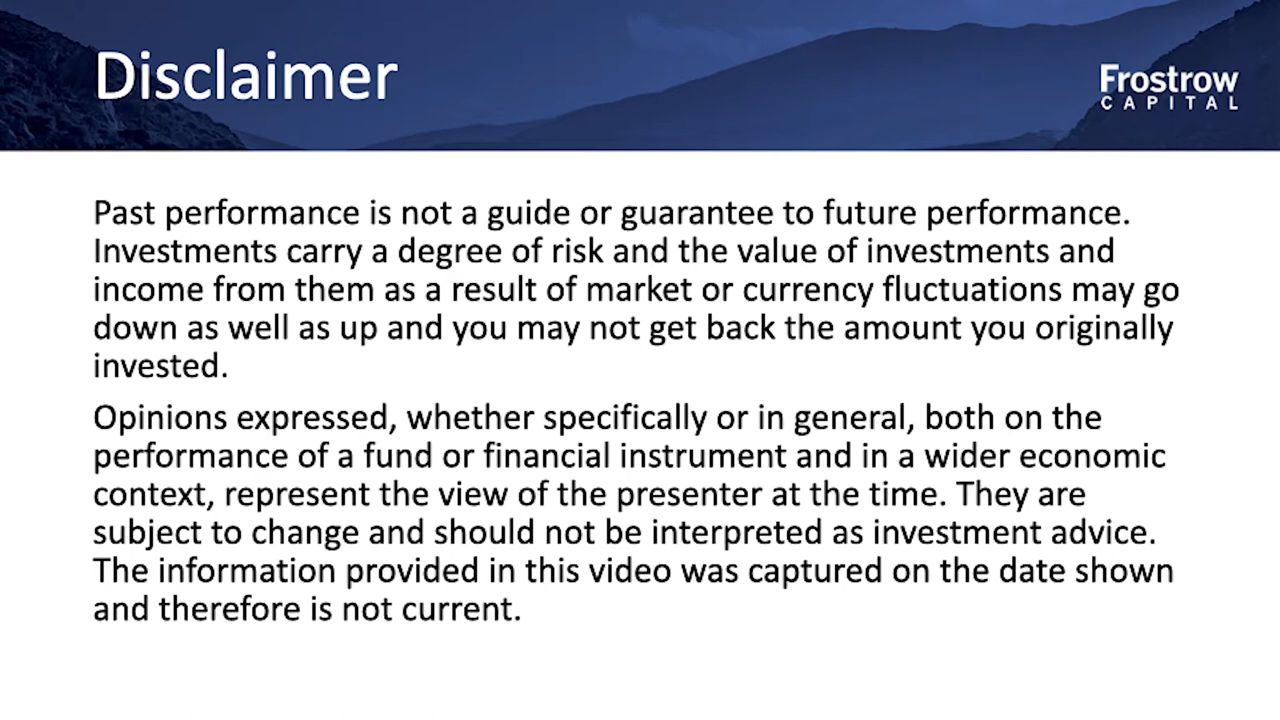 Disclaimer
Frostrow
CAPITAL
Past performance is not a guide or guarantee to future performance.
Investments carry a degree of risk and the value of investments and
income from them as a result of market or currency fluctuations may go
down as well as up and you may not get back the amount you originally
invested.
Opinions expressed, whether specifically or in general, both on the
performance of a fund or financial instrument and in a wider economic
context, represent the view of the presenter at the time. They are
subject to change and should not be interpreted as investment advice.
The information provided in this video was captured on the date shown
and therefore is not current.